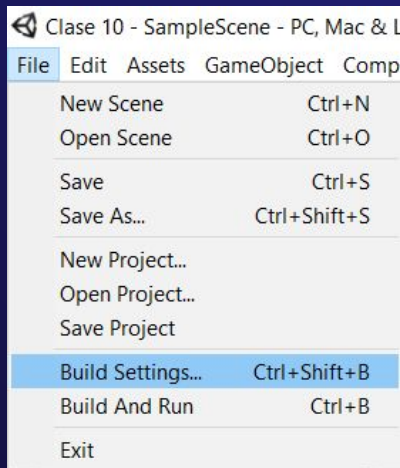 Clase 10 - SampleScene - PC, Mac & L
File Edit Assets GameObject Comp
New Scene Ctrl+N
Open Scene Ctrl+O
Save Ctrl+S
Save As... Ctrl+Shift+S
New Project...
Open Project...
Save Project
Build Settings... Ctrl+Shift+B
Build And Run Ctrl+B
Exit